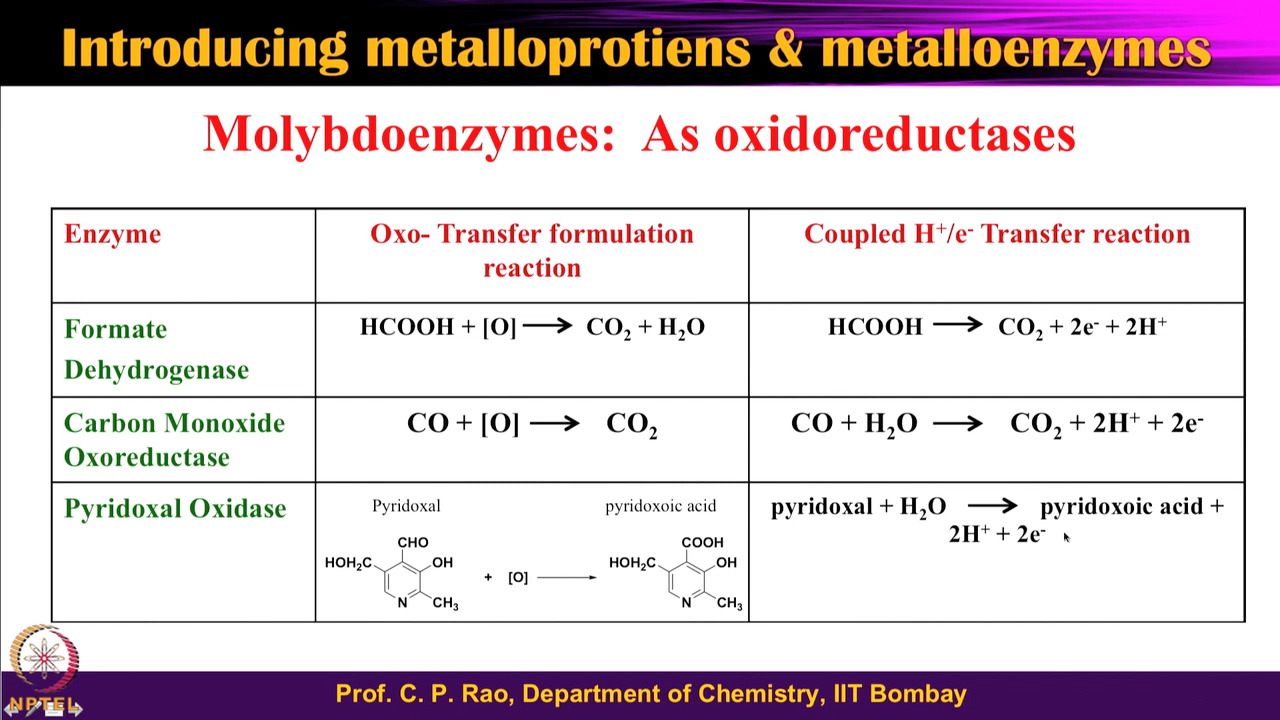 Introducing metalloprotiens & metalloenzymes
Molybdoenzymes: As oxidoreductases
Enzyme
Oxo- Transfer formulation
reaction
Coupled H⁺/e⁻ Transfer reaction
Formate
Dehydrogenase
HCOOH + [O] → CO₂ + H₂O
HCOOH → CO₂ + 2e⁻ + 2H⁺
Carbon Monoxide
Oxoreductase
CO + [O] → CO₂
CO + H₂O → CO₂ + 2H⁺ + 2e⁻
Pyridoxal Oxidase
Pyridoxal
pyridoxoic acid
CHO
HOH₂C
OH
N
CH₃
+ [O] →
COOH
HOH₂C
OH
N
CH₃
pyridoxal + H₂O → pyridoxoic acid +
2H⁺ + 2e⁻
NPTEL
Prof. C. P. Rao, Department of Chemistry, IIT Bombay